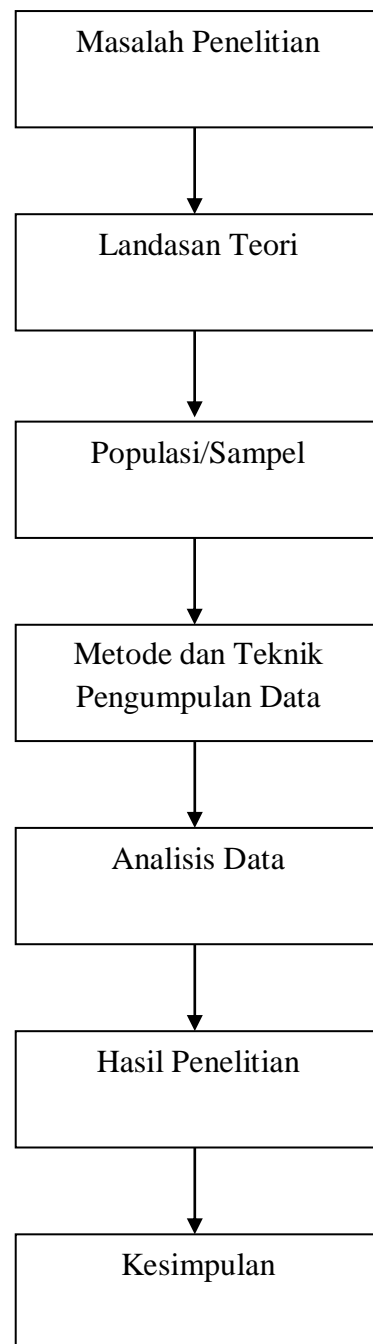 Masalah Penelitian
Landasan Teori
Populasi/Sampel
Metode dan Teknik
Pengumpulan Data
Analisis Data
Hasil Penelitian
Kesimpulan